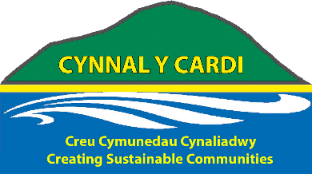 CYNNAL Y CARDI
Creu Cymunedau Cynaliadwy
Creating Sustainable Communities